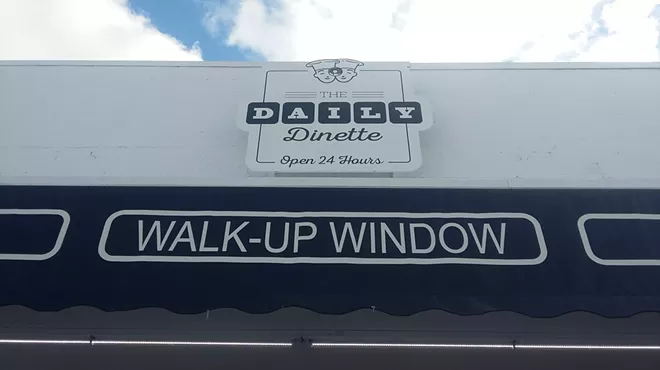 THE
DAILY
Dinette
Open 24 Hours
WALK-UP WINDOW